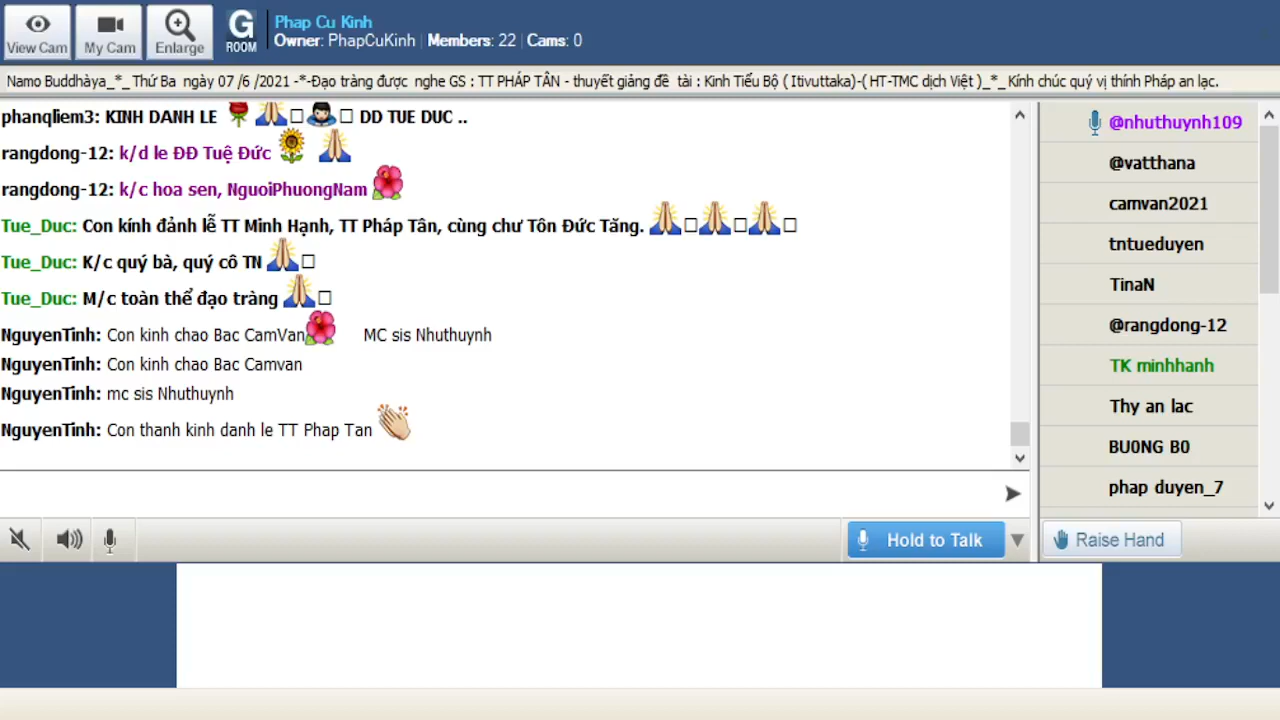 View Cam
My Cam
Enlarge
G
ROOM
Phap Cu Kinh
Owner: PhapCuKinh | Members: 22 | Cams: 0
Namo Buddhàya_*_Thứ Ba ngày 07 /6 /2021 -*-Đạo tràng được nghe GS : TT PHÁP TÂN - thuyết giảng đề tài : Kinh Tiểu Bộ ( Itivuttaka)-( HT-TMC dịch Việt )_*_Kính chúc quý vị thính Pháp an lạc.
phanqliem3: KINH DANH LE DD TUE DUC ..
rangdong-12: k/d le ĐĐ Tuệ Đức
rangdong-12: k/c hoa sen, NguoiPhuongNam
Tue_Duc: Con kính đảnh lễ TT Minh Hạnh, TT Pháp Tân, cùng chư Tôn Đức Tăng.
Tue_Duc: K/c quý bà, quý cô TN
Tue_Duc: M/c toàn thể đạo tràng
NguyenTinh: Con kinh chao Bac CamVan MC sis Nhuthuynh
NguyenTinh: Con kinh chao Bac Camvan
NguyenTinh: mc sis Nhuthuynh
NguyenTinh: Con thanh kinh danh le TT Phap Tan
@nhuthuynh109
@vatthana
camvan2021
tntueduyen
TinaN
@rangdong-12
TK minhhanh
Thy an lac
BU0NG B0
phap duyen_7
Hold to Talk
Raise Hand